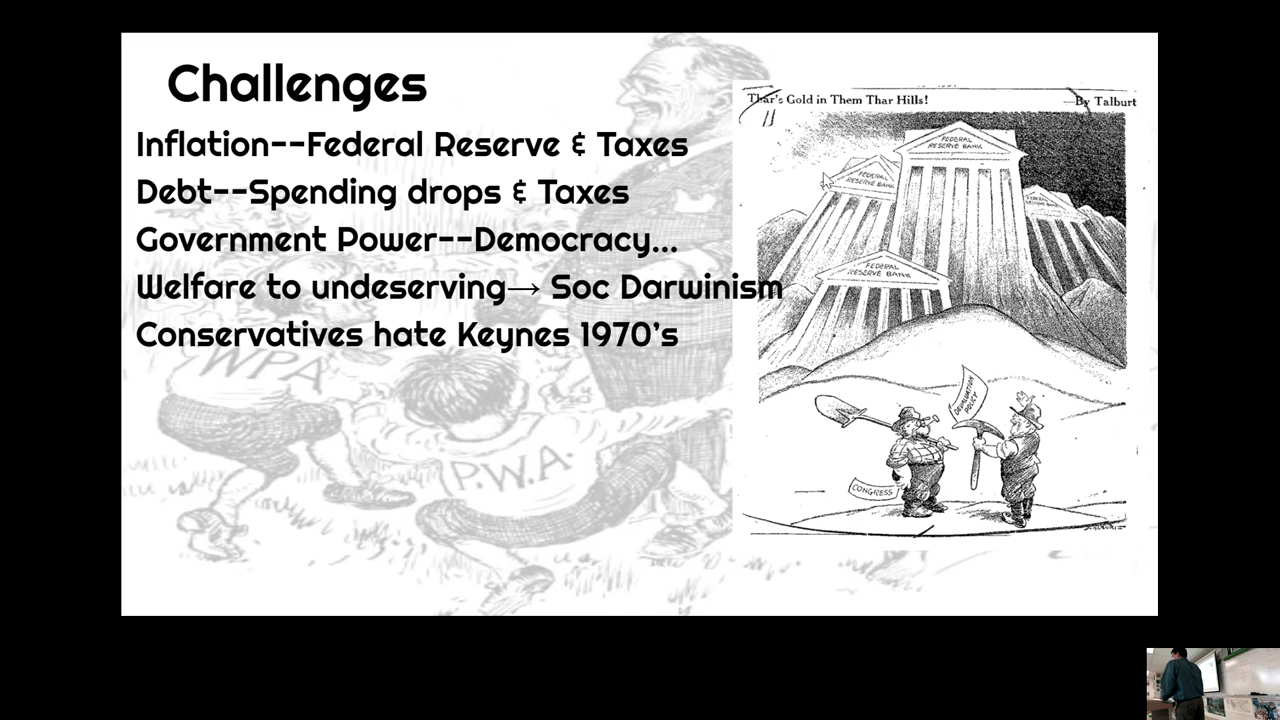 Challenges
Inflation--Federal Reserve & Taxes
Debt--Spending drops & Taxes
Government Power--Democracy...
Welfare to undeserving→ Soc Darwinism
Conservatives hate Keynes 1970's
Thar's Gold in Them Thar Hills!
—By Talburt
FEDERAL
RESERVE BANK
FEDERAL
RESERVE BANK
FEDERAL
RESERVE BANK
FEDERAL
RESERVE BANK
DEVALUATION
POLICY
CONGRESS
WPA
P.W.A.